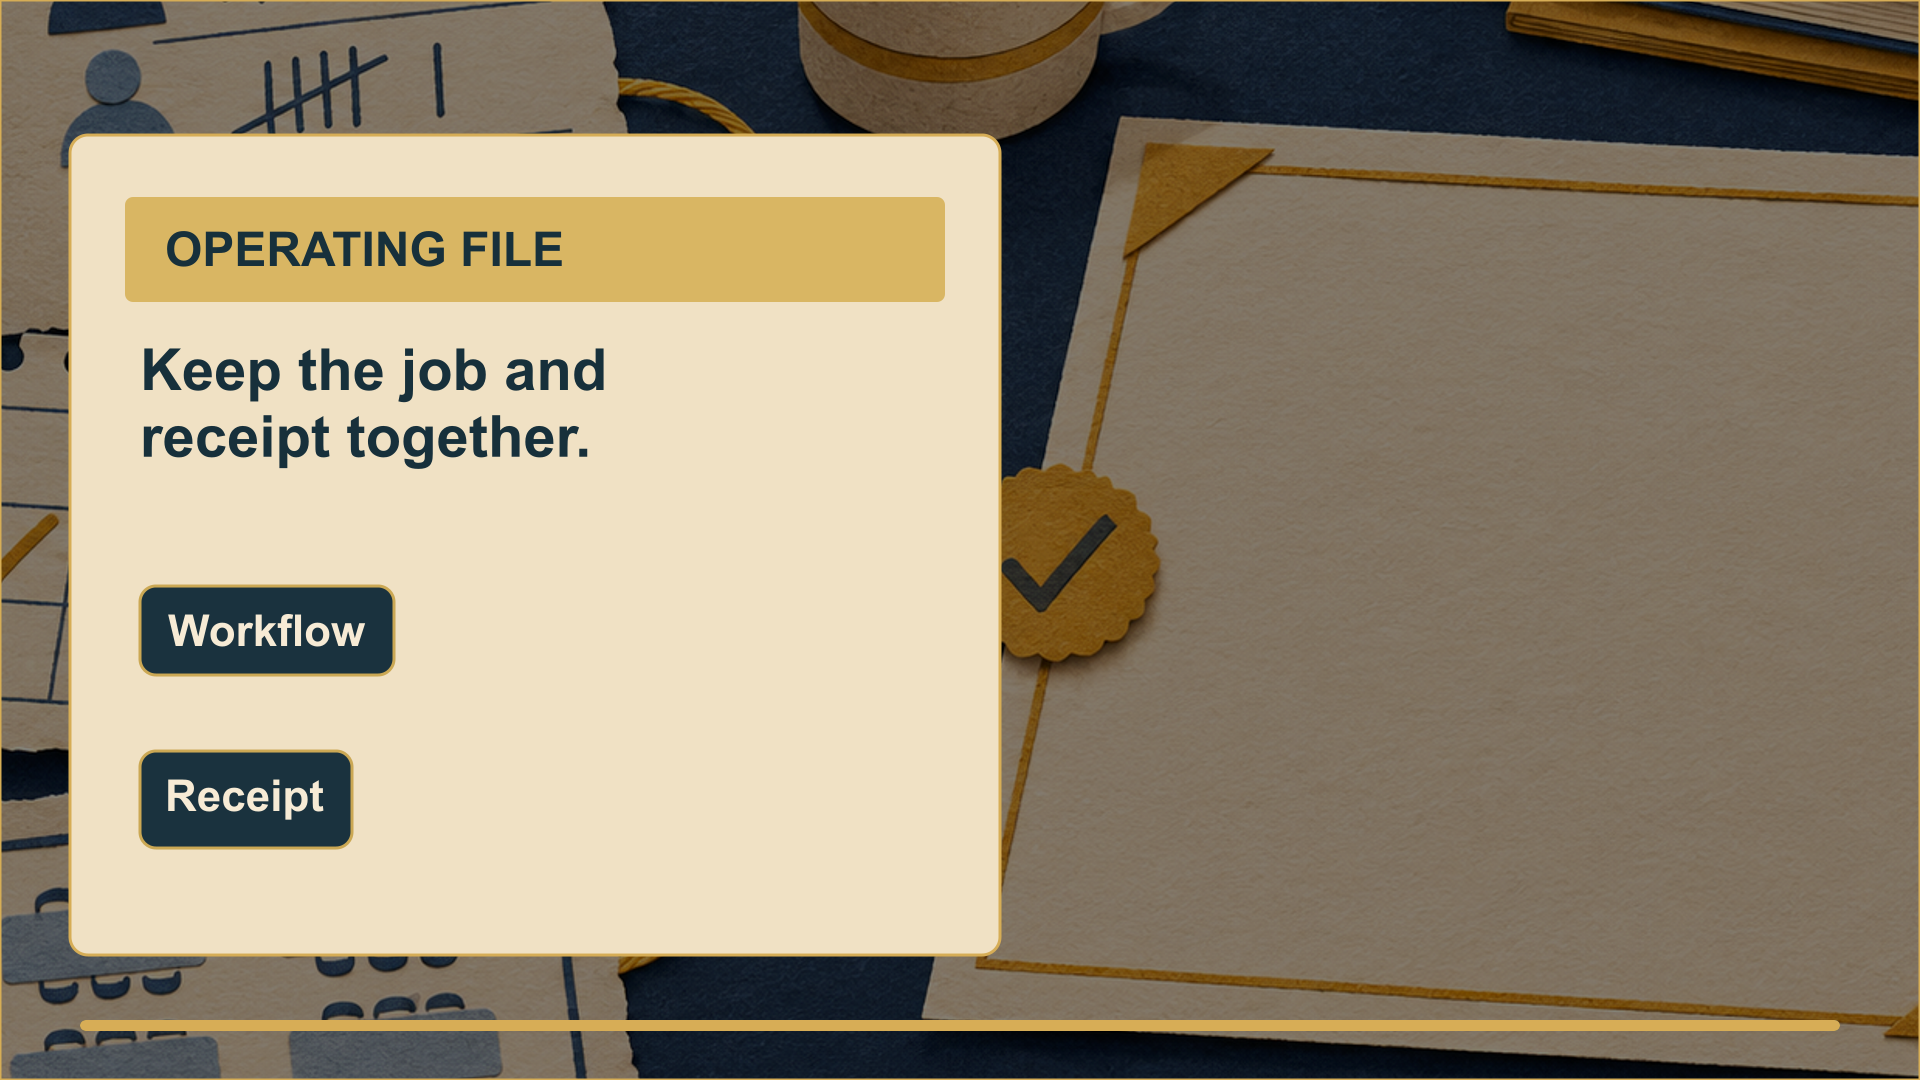 OPERATING FILE
Keep the job and
receipt together.
Workflow
Receipt